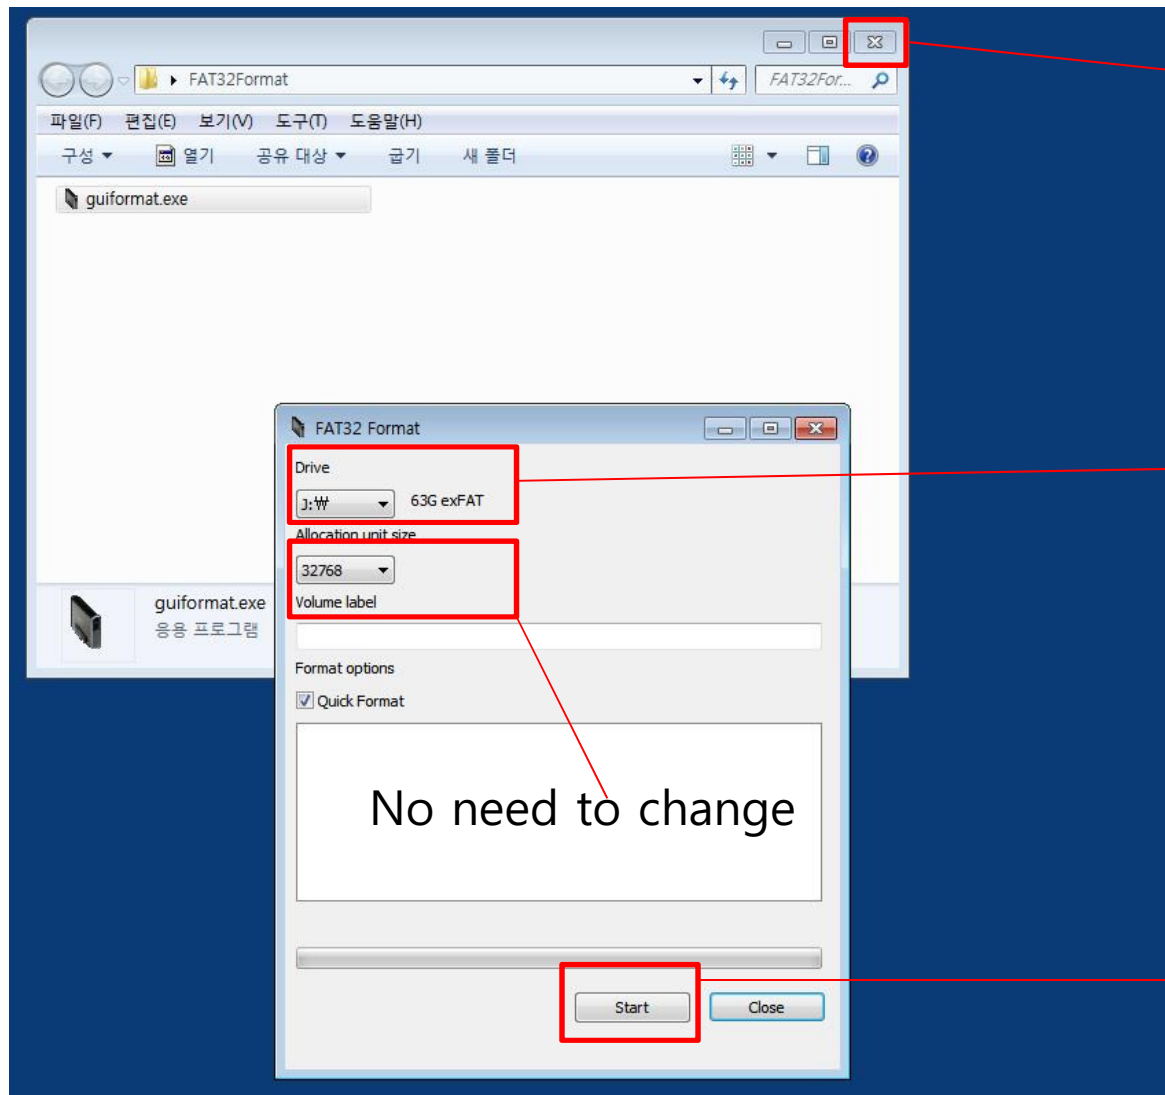 FAT32Format
FAT32For...
파일(F) 편집(E) 보기(V) 도구(T) 도움말(H)
구성 열기 공유 대상 굽기 새 폴더
guiformat.exe
FAT32 Format
Drive
J:₩ 63G exFAT
Allocation unit size
32768
guiformat.exe
응용 프로그램
Volume label
Format options
Quick Format
No need to change
Start Close